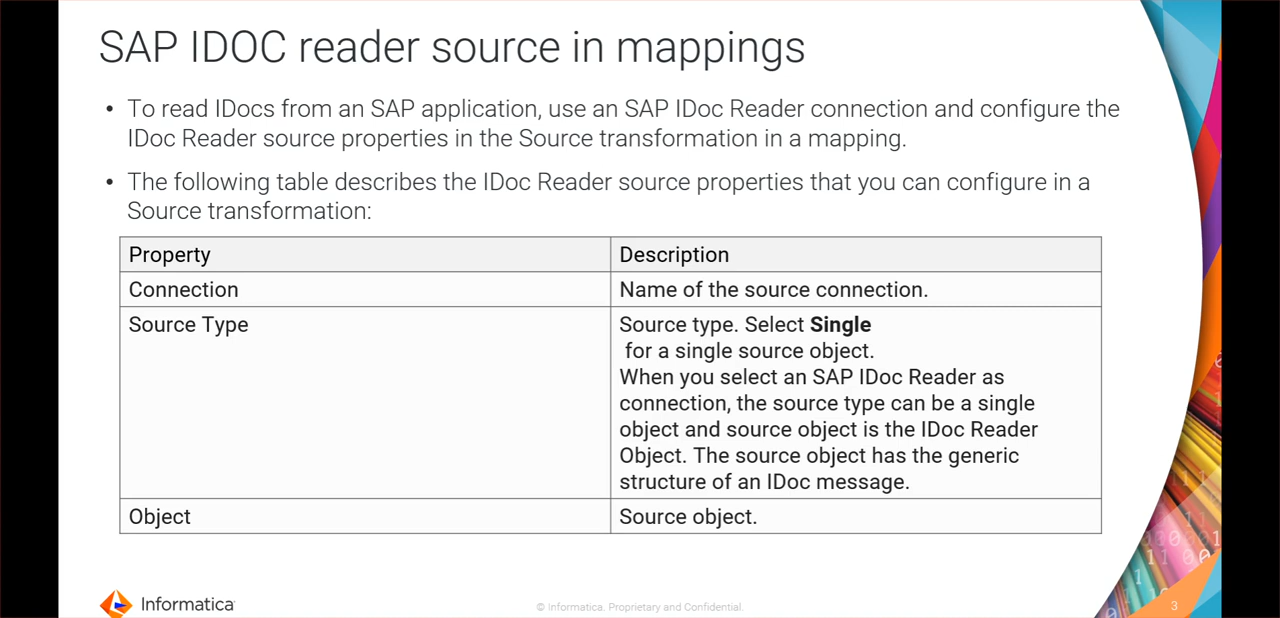 SAP IDOC reader source in mappings
• To read IDocs from an SAP application, use an SAP IDoc Reader connection and configure the
IDoc Reader source properties in the Source transformation in a mapping.
• The following table describes the IDoc Reader source properties that you can configure in a
Source transformation:
Property Description
Connection Name of the source connection.
Source Type Source type. Select Single
for a single source object.
When you select an SAP IDoc Reader as
connection, the source type can be a single
object and source object is the IDoc Reader
Object. The source object has the generic
structure of an IDoc message.
Object Source object.
Informatica
© Informatica. Proprietary and Confidential.
3